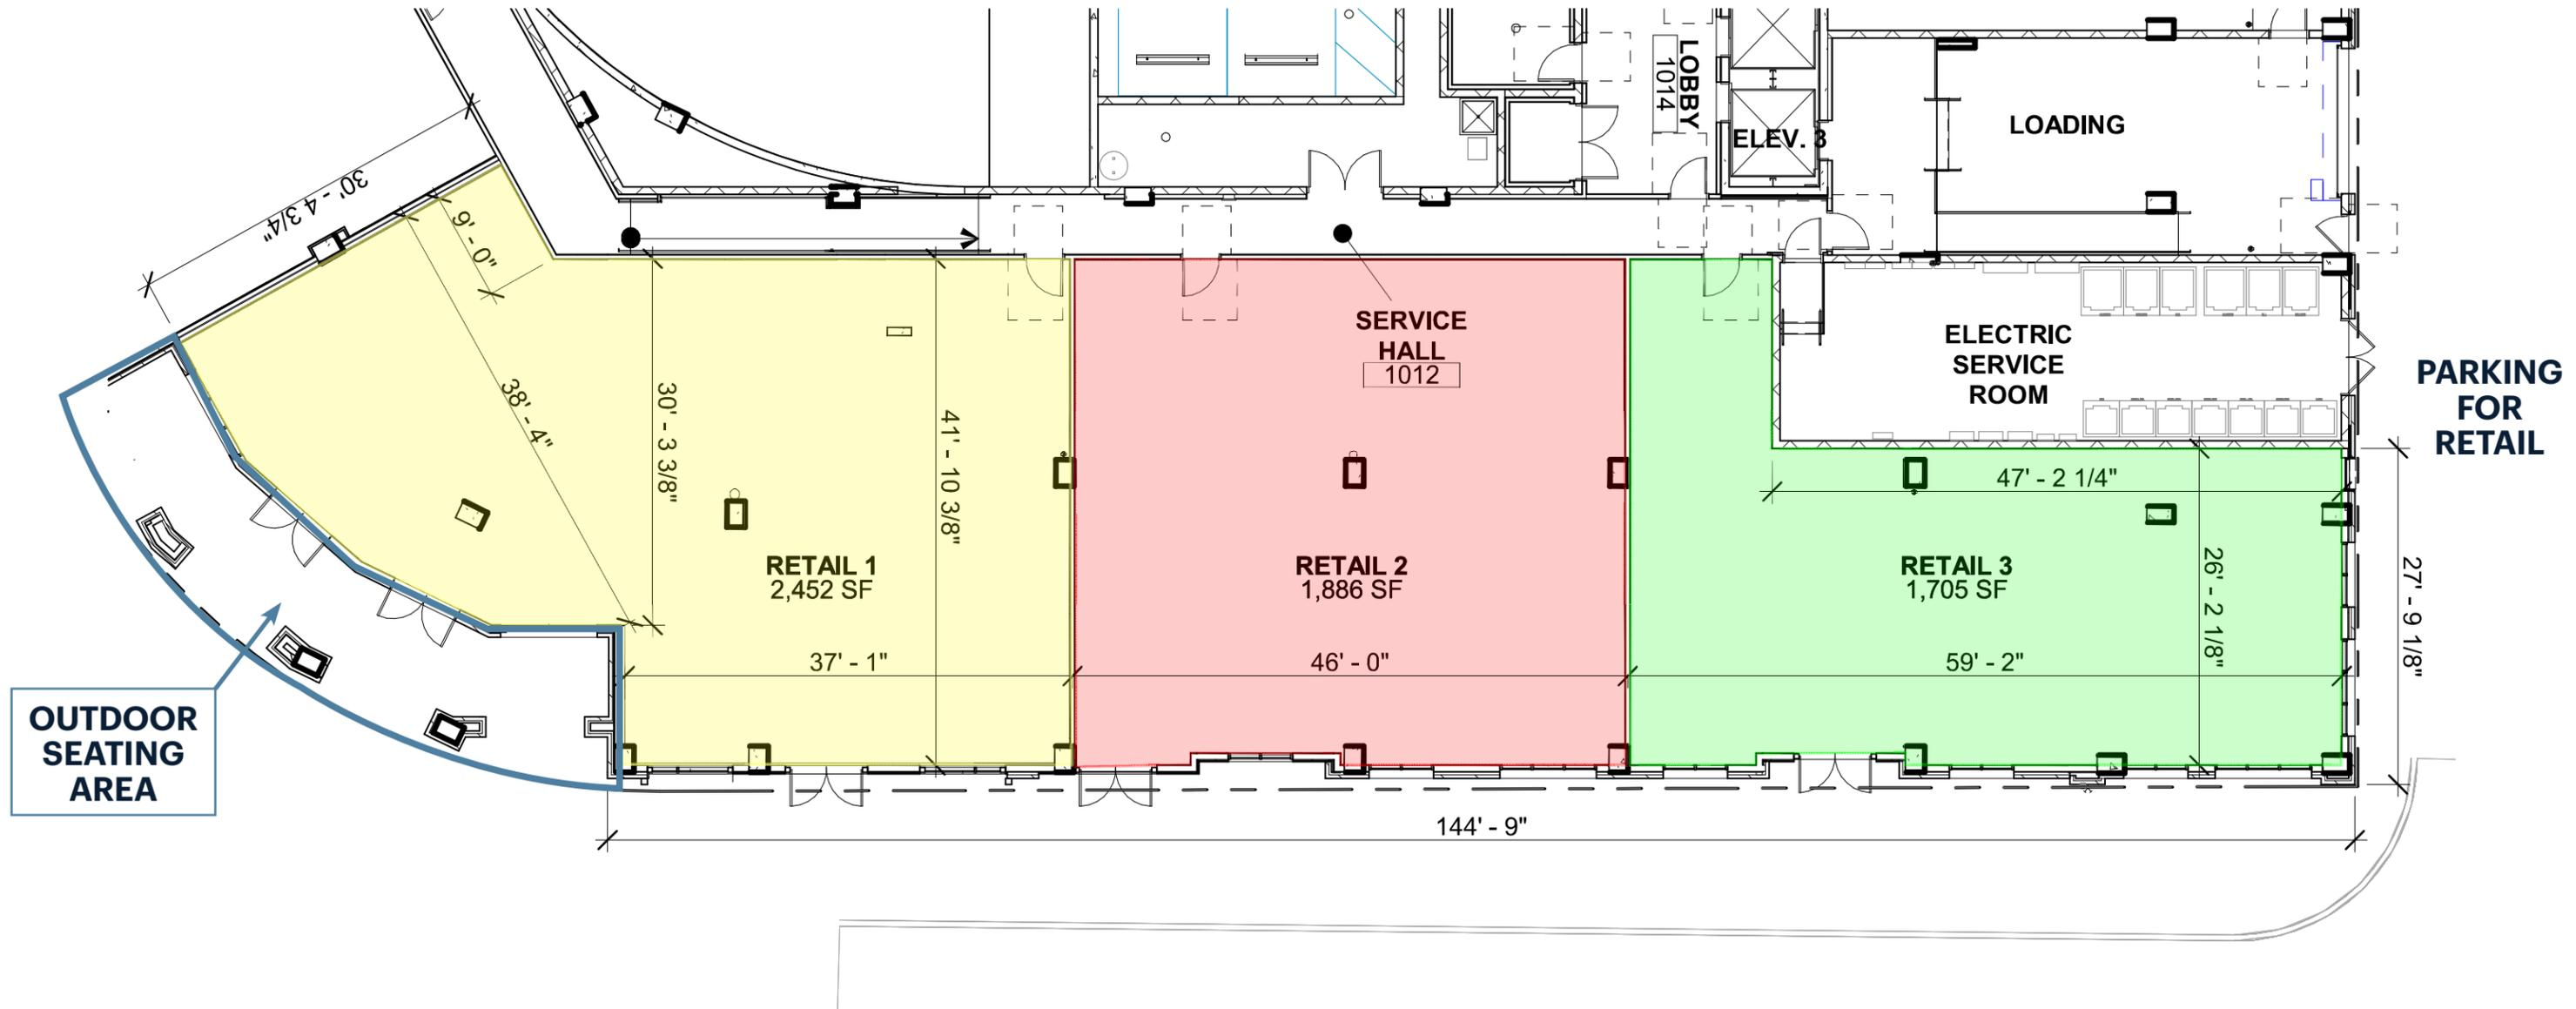 LOBBY
1014
ELEV. 3
LOADING
30' - 4 3/4"
9' - 0"
38' - 4"
30' - 3 3/8"
41' - 10 3/8"
SERVICE
HALL
1012
ELECTRIC
SERVICE
ROOM
PARKING
FOR
RETAIL
47' - 2 1/4"
RETAIL 1
2,452 SF
RETAIL 2
1,886 SF
RETAIL 3
1,705 SF
26' - 2 1/8"
27' - 9 1/8"
37' - 1"
46' - 0"
59' - 2"
OUTDOOR
SEATING
AREA
144' - 9"